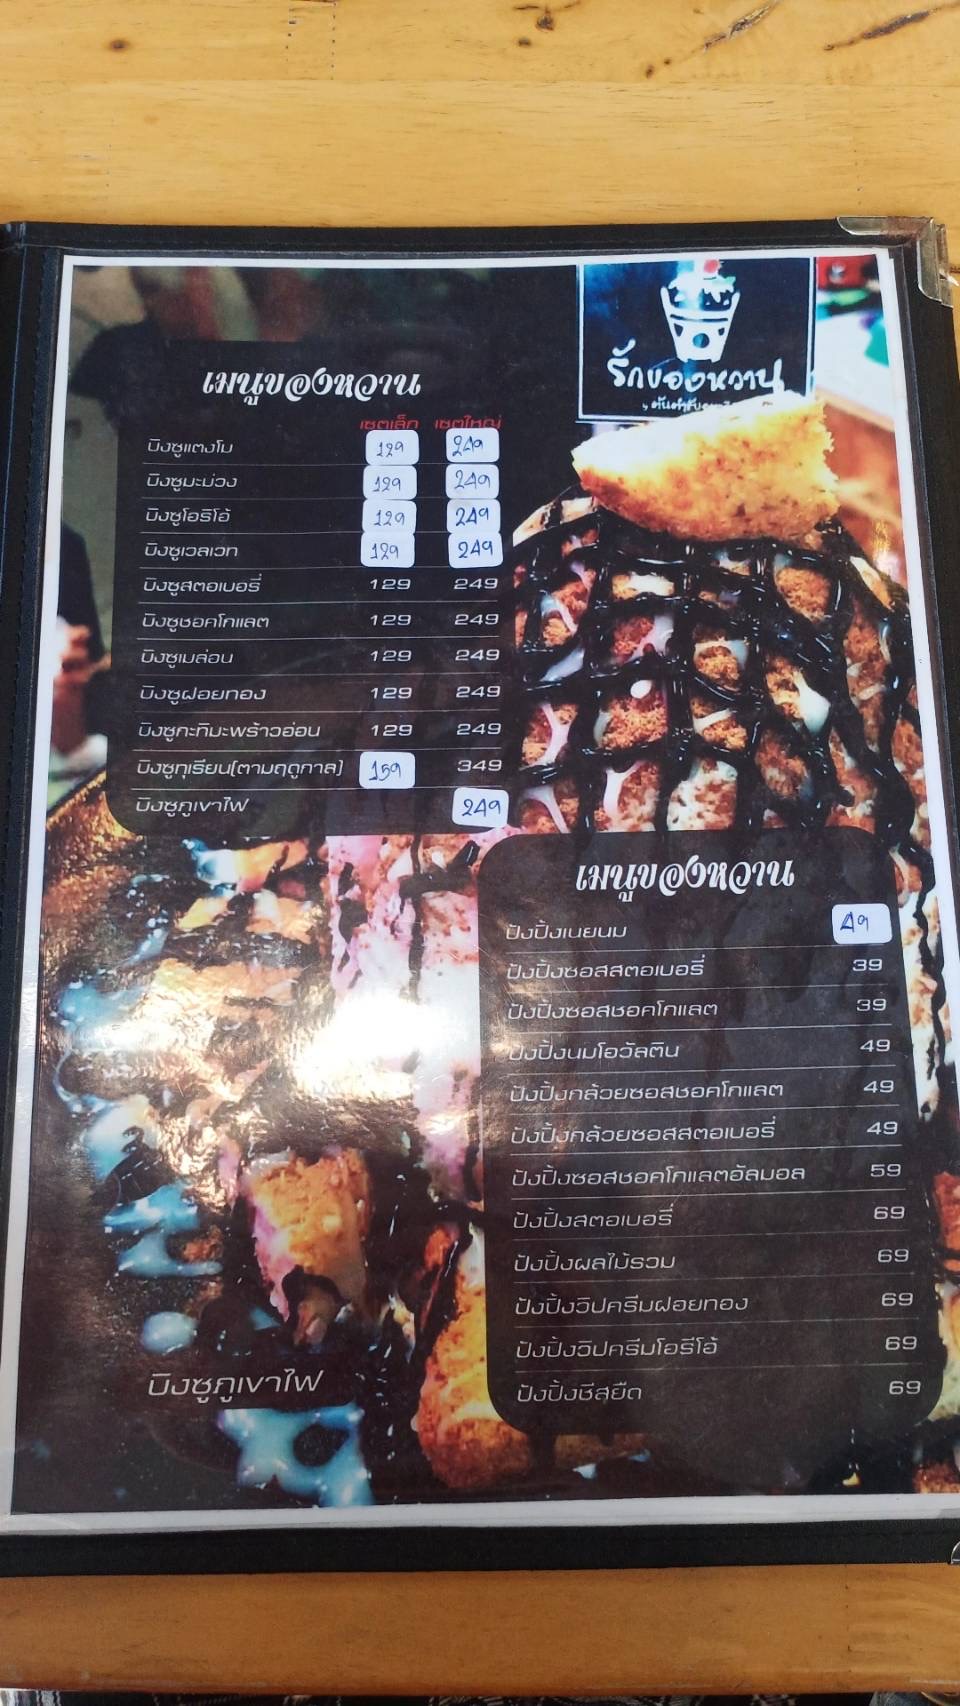 รักของหวาน
เมนูของหวาน
เซตเล็ก เซตใหญ่
บิงซูแตงโม 129 249
บิงซูมะม่วง 129 249
บิงซูโอริโอ้ 129 249
บิงซูเวลเวท 129 249
บิงซูสตอเบอรี่ 129 249
บิงซูชอคโกแลต 129 249
บิงซูเมล่อน 129 249
บิงซูฝอยทอง 129 249
บิงซูกะทิมะพร้าวอ่อน 129 249
บิงซูทุเรียน(ตามฤดูกาล) 159 349
บิงซูภูเขาไฟ 249
เมนูของหวาน
ปังปิ้งเนยนม 49
ปังปิ้งซอสสตอเบอรี่ 39
ปังปิ้งซอสชอคโกแลต 39
ปังปิ้งนมโอวัลติน 49
ปังปิ้งกล้วยซอสชอคโกแลต 49
ปังปิ้งกล้วยซอสสตอเบอรี่ 49
ปังปิ้งซอสชอคโกแลตอัลมอล 59
ปังปิ้งสตอเบอรี่ 69
ปังปิ้งผลไม้รวม 69
ปังปิ้งวิปครีมฝอยทอง 69
ปังปิ้งวิปครีมโอรีโอ้ 69
ปังปิ้งชีสยืด 69
บิงซูภูเขาไฟ